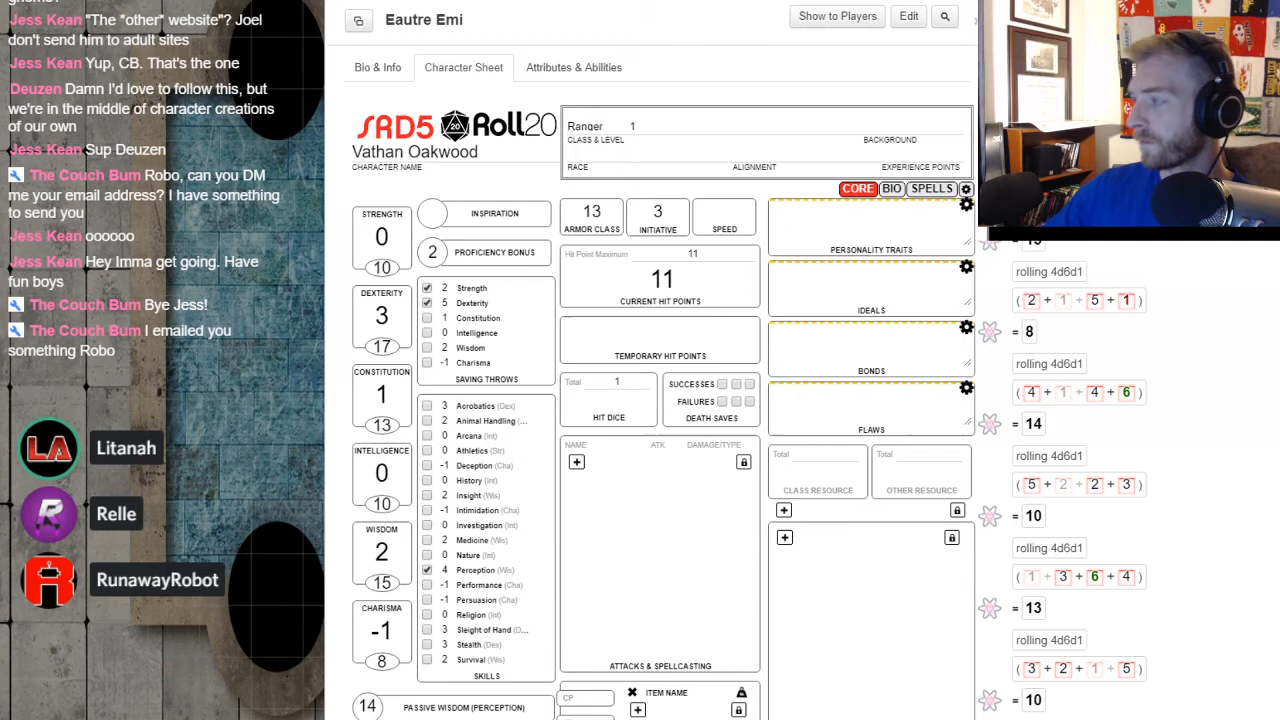 gnome?
Jess Kean "The *other* website"? Joel
don't send him to adult sites
Jess Kean Yup, CB. That's the one
Deuzen Damn I'd love to follow this, but
we're in the middle of character creations
of our own
Jess Kean Sup Deuzen
The Couch Bum Robo, can you DM
me your email address? I have something
to send you
Jess Kean oooooo
Jess Kean Hey Imma get going. Have
fun boys
The Couch Bum Bye Jess!
The Couch Bum I emailed you
something Robo
LA
Litanah
R
Relle
RunawayRobot
Eautre Emi
Show to Players
Edit
Bio & Info
Character Sheet
Attributes & Abilities
SRD5 20 Roll20
Vathan Oakwood
CHARACTER NAME
Ranger 1
CLASS & LEVEL
BACKGROUND
RACE
ALIGNMENT
EXPERIENCE POINTS
CORE
BIO
SPELLS
STRENGTH
0
10
DEXTERITY
3
17
CONSTITUTION
1
13
INTELLIGENCE
0
10
WISDOM
2
15
CHARISMA
-1
8
INSPIRATION
2 PROFICIENCY BONUS
2 Strength
5 Dexterity
1 Constitution
0 Intelligence
2 Wisdom
-1 Charisma
SAVING THROWS
3 Acrobatics (Dex)
2 Animal Handling (...
0 Arcana (Int)
0 Athletics (Str)
-1 Deception (Cha)
0 History (Int)
2 Insight (Wis)
-1 Intimidation (Cha)
0 Investigation (Int)
2 Medicine (Wis)
0 Nature (Int)
4 Perception (Wis)
-1 Performance (Cha)
-1 Persuasion (Cha)
0 Religion (Int)
3 Sleight of Hand (D...
3 Stealth (Dex)
2 Survival (Wis)
SKILLS
14 PASSIVE WISDOM (PERCEPTION)
13
ARMOR CLASS
3
INITIATIVE
SPEED
Hit Point Maximum 11
11
CURRENT HIT POINTS
TEMPORARY HIT POINTS
Total 1
HIT DICE
SUCCESSES
FAILURES
DEATH SAVES
NAME ATK DAMAGE/TYPE
ATTACKS & SPELLCASTING
CP
ITEM NAME
PERSONALITY TRAITS
IDEALS
BONDS
FLAWS
Total
CLASS RESOURCE
Total
OTHER RESOURCE
rolling 4d6d1
(2+1+5+1)
= 8
rolling 4d6d1
(4+1+4+6)
= 14
rolling 4d6d1
(5+2+2+3)
= 10
rolling 4d6d1
(1+3+6+4)
= 13
rolling 4d6d1
(3+2+1+5)
= 10